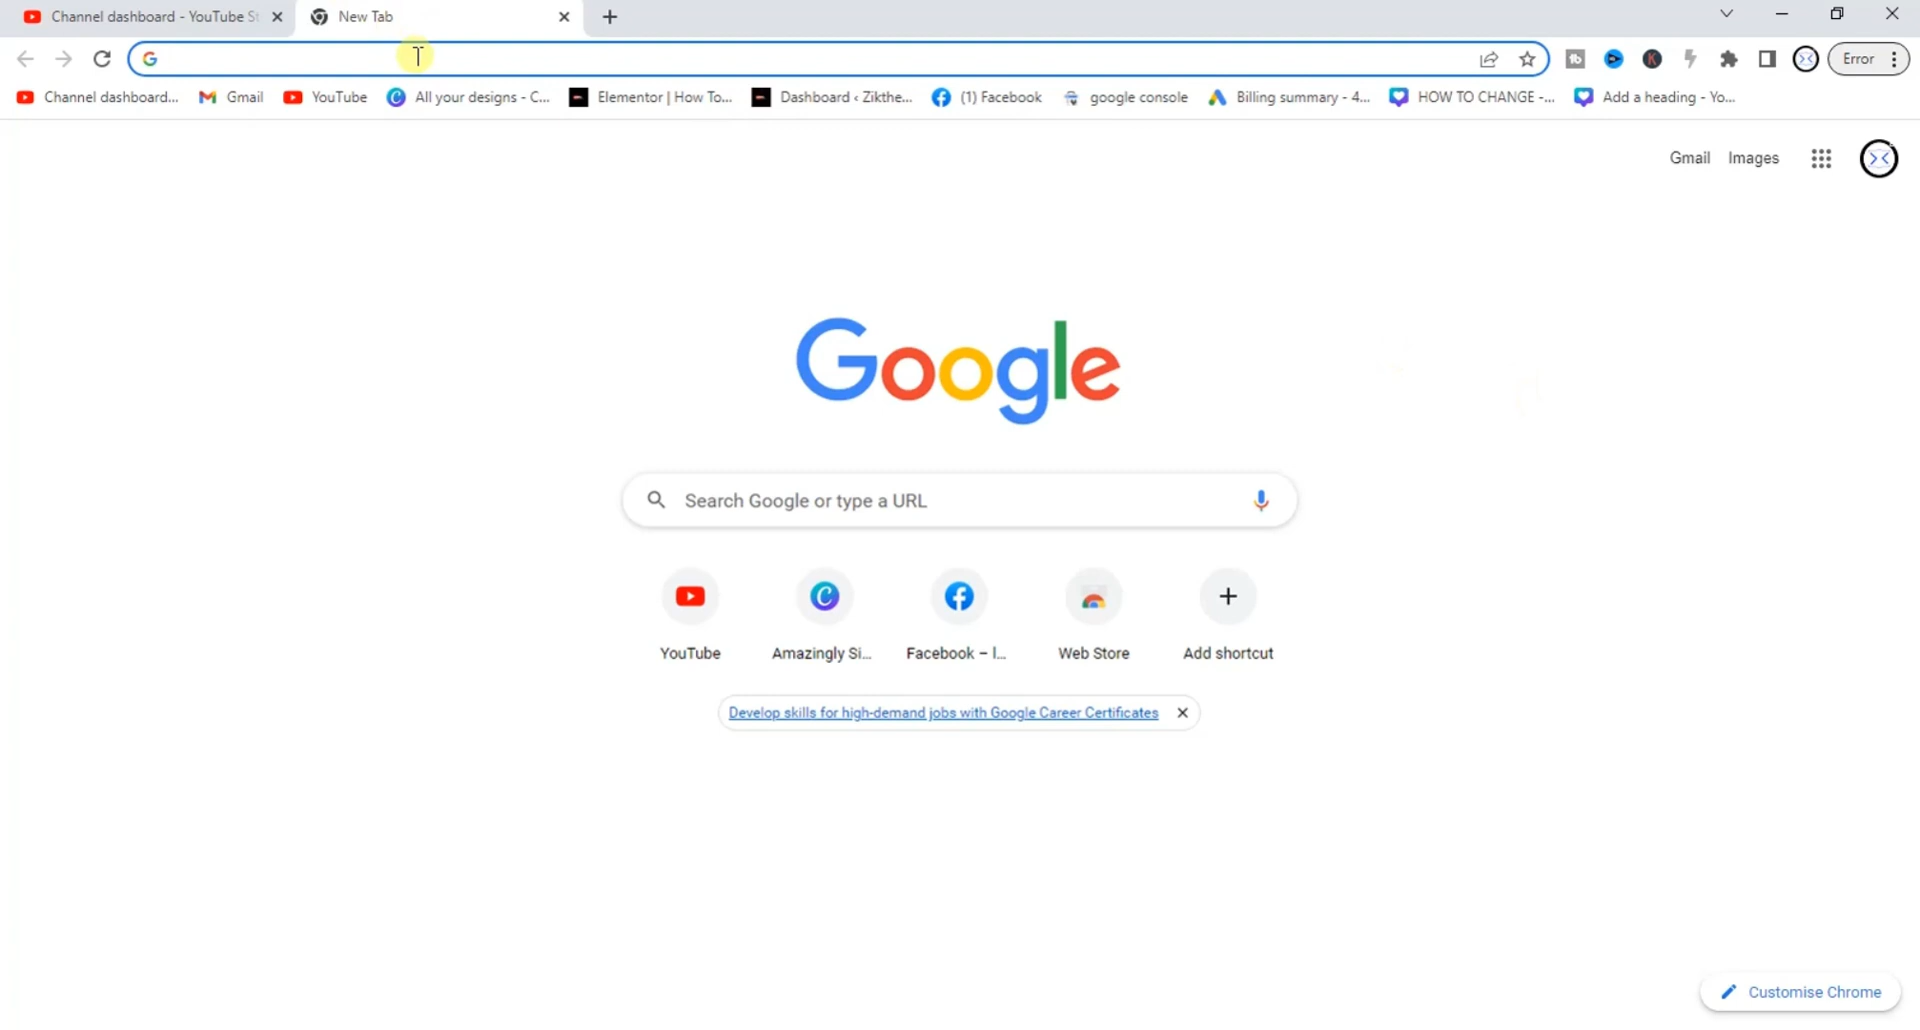 Channel dashboard - YouTube St
New Tab
Error
Channel dashboard...
Gmail
YouTube
All your designs - C...
Elementor | How To...
Dashboard ‹ Zikthe...
(1) Facebook
google console
Billing summary - 4...
HOW TO CHANGE -...
Add a heading - Yo...
Gmail Images
Google
Search Google or type a URL
YouTube
Amazingly Si...
Facebook – l...
Web Store
Add shortcut
Develop skills for high-demand jobs with Google Career Certificates
Customise Chrome